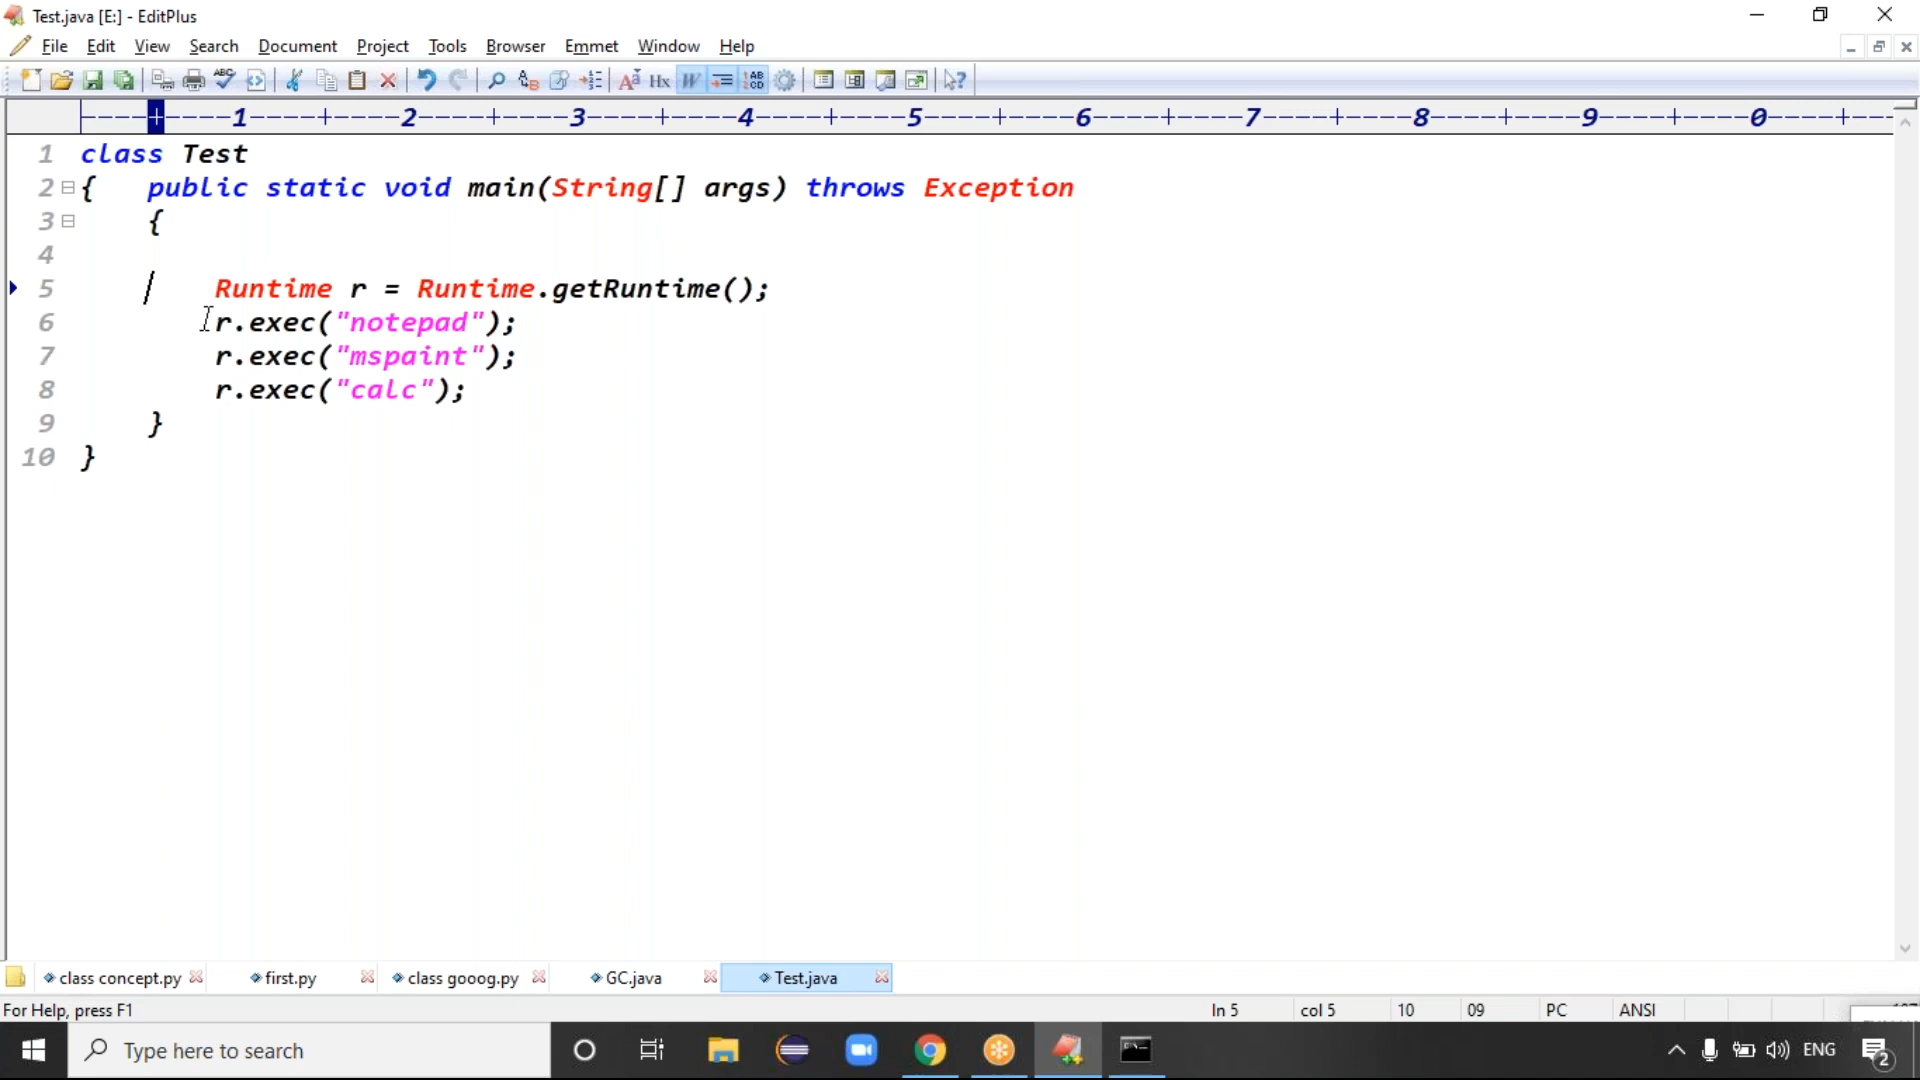 Test.java [E:] - EditPlus
File Edit View Search Document Project Tools Browser Emmet Window Help
----+----1----+----2----+----3----+----4----+----5----+----6----+----7----+----8----+----9----+----0----+--
1 class Test
2 { public static void main(String[] args) throws Exception
3 {
4
5 Runtime r = Runtime.getRuntime();
6 r.exec("notepad");
7 r.exec("mspaint");
8 r.exec("calc");
9 }
10 }
class concept.py first.py class gooog.py GC.java Test.java
For Help, press F1 ln 5 col 5 10 09 PC ANSI
Type here to search ENG 2